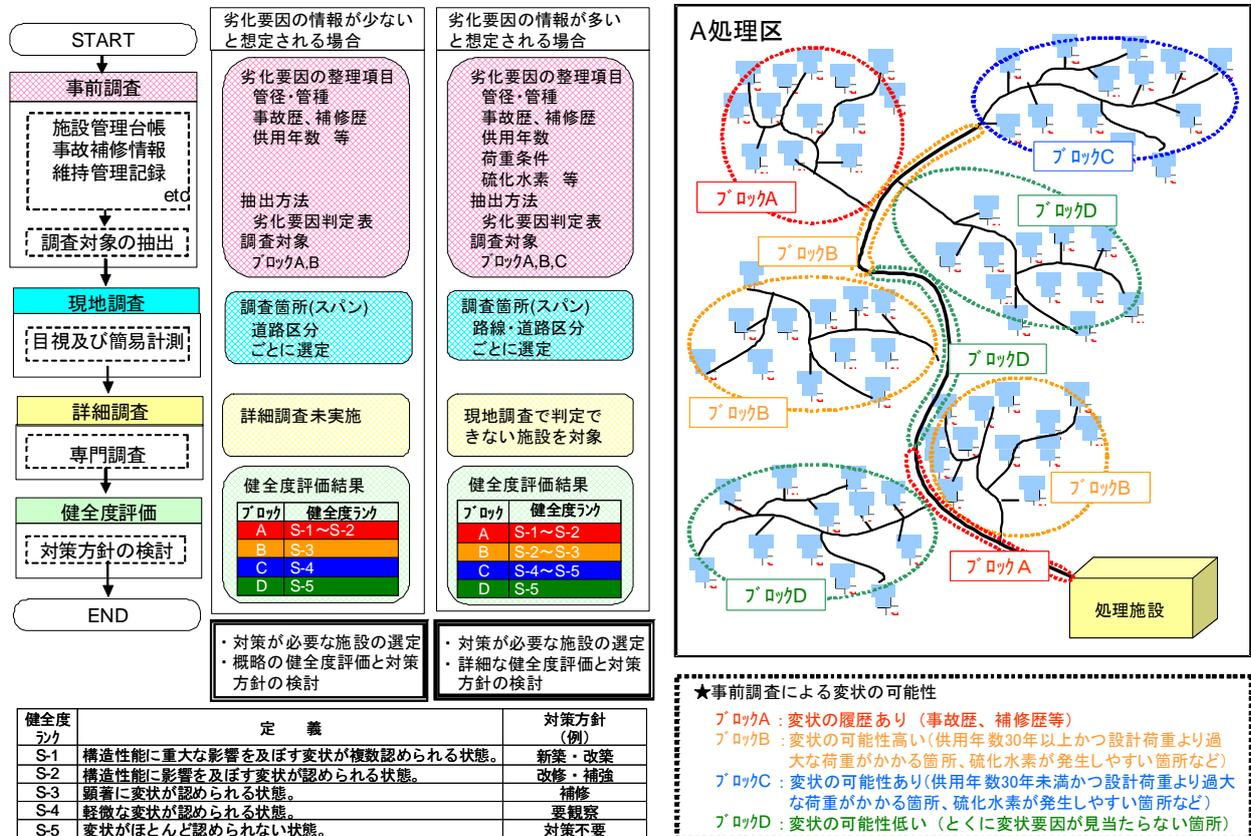 START
事前調査
施設管理台帳
事故補修情報
維持管理記録
etc
調査対象の抽出
現地調査
目視及び簡易計測
詳細調査
専門調査
健全度評価
対策方針の検討
END
劣化要因の情報が少ない
と想定される場合
劣化要因の整理項目
管径・管種
事故歴、補修歴
供用年数 等
抽出方法
劣化要因判定表
調査対象
ブロックA,B
調査箇所(スパン)
道路区分
ごとに選定
詳細調査未実施
健全度評価結果
ブロック 健全度ランク
A S-1～S-2
B S-3
C S-4
D S-5
・対策が必要な施設の選定
・概略の健全度評価と対策
方針の検討
劣化要因の情報が多い
と想定される場合
劣化要因の整理項目
管径・管種
事故歴、補修歴
供用年数
荷重条件
硫化水素 等
抽出方法
劣化要因判定表
調査対象
ブロックA,B,C
調査箇所(スパン)
路線・道路区分
ごとに選定
現地調査で判定で
きない施設を対象
健全度評価結果
ブロック 健全度ランク
A S-1～S-2
B S-2～S-3
C S-4～S-5
D S-5
・対策が必要な施設の選定
・詳細な健全度評価と対策
方針の検討
健全度
ランク
定 義
対策方針
(例)
S-1 構造性能に重大な影響を及ぼす変状が複数認められる状態。 新築・改築
S-2 構造性能に影響を及ぼす変状が認められる状態。 改修・補強
S-3 顕著に変状が認められる状態。 補修
S-4 軽微な変状が認められる状態。 要観察
S-5 変状がほとんど認められない状態。 対策不要
A処理区
ブロックC
ブロックA
ブロックD
ブロックB
ブロックD
ブロックB
ブロックB
ブロックA
ブロックD
処理施設
★事前調査による変状の可能性
ブロックA：変状の履歴あり（事故歴、補修歴等）
ブロックB：変状の可能性高い(供用年数30年以上かつ設計荷重より過
大な荷重がかかる箇所、硫化水素が発生しやすい箇所など)
ブロックC：変状の可能性あり(供用年数30年未満かつ設計荷重より過大
な荷重がかかる箇所、硫化水素が発生しやすい箇所など)
ブロックD：変状の可能性低い（とくに変状要因が見当たらない箇所）